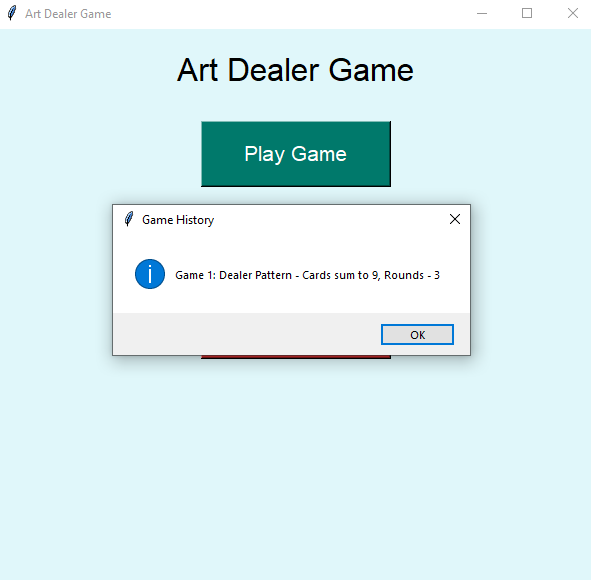 Art Dealer Game
Art Dealer Game
Play Game
Game History
Game 1: Dealer Pattern - Cards sum to 9, Rounds - 3
OK